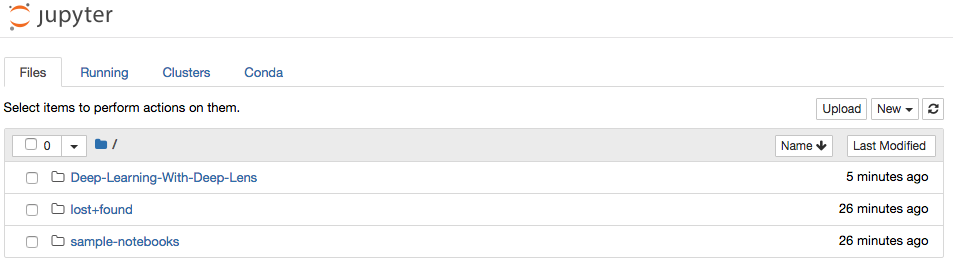 jupyter
Files Running Clusters Conda
Select items to perform actions on them.
Upload New
0 / Name Last Modified
Deep-Learning-With-Deep-Lens 5 minutes ago
lost+found 26 minutes ago
sample-notebooks 26 minutes ago